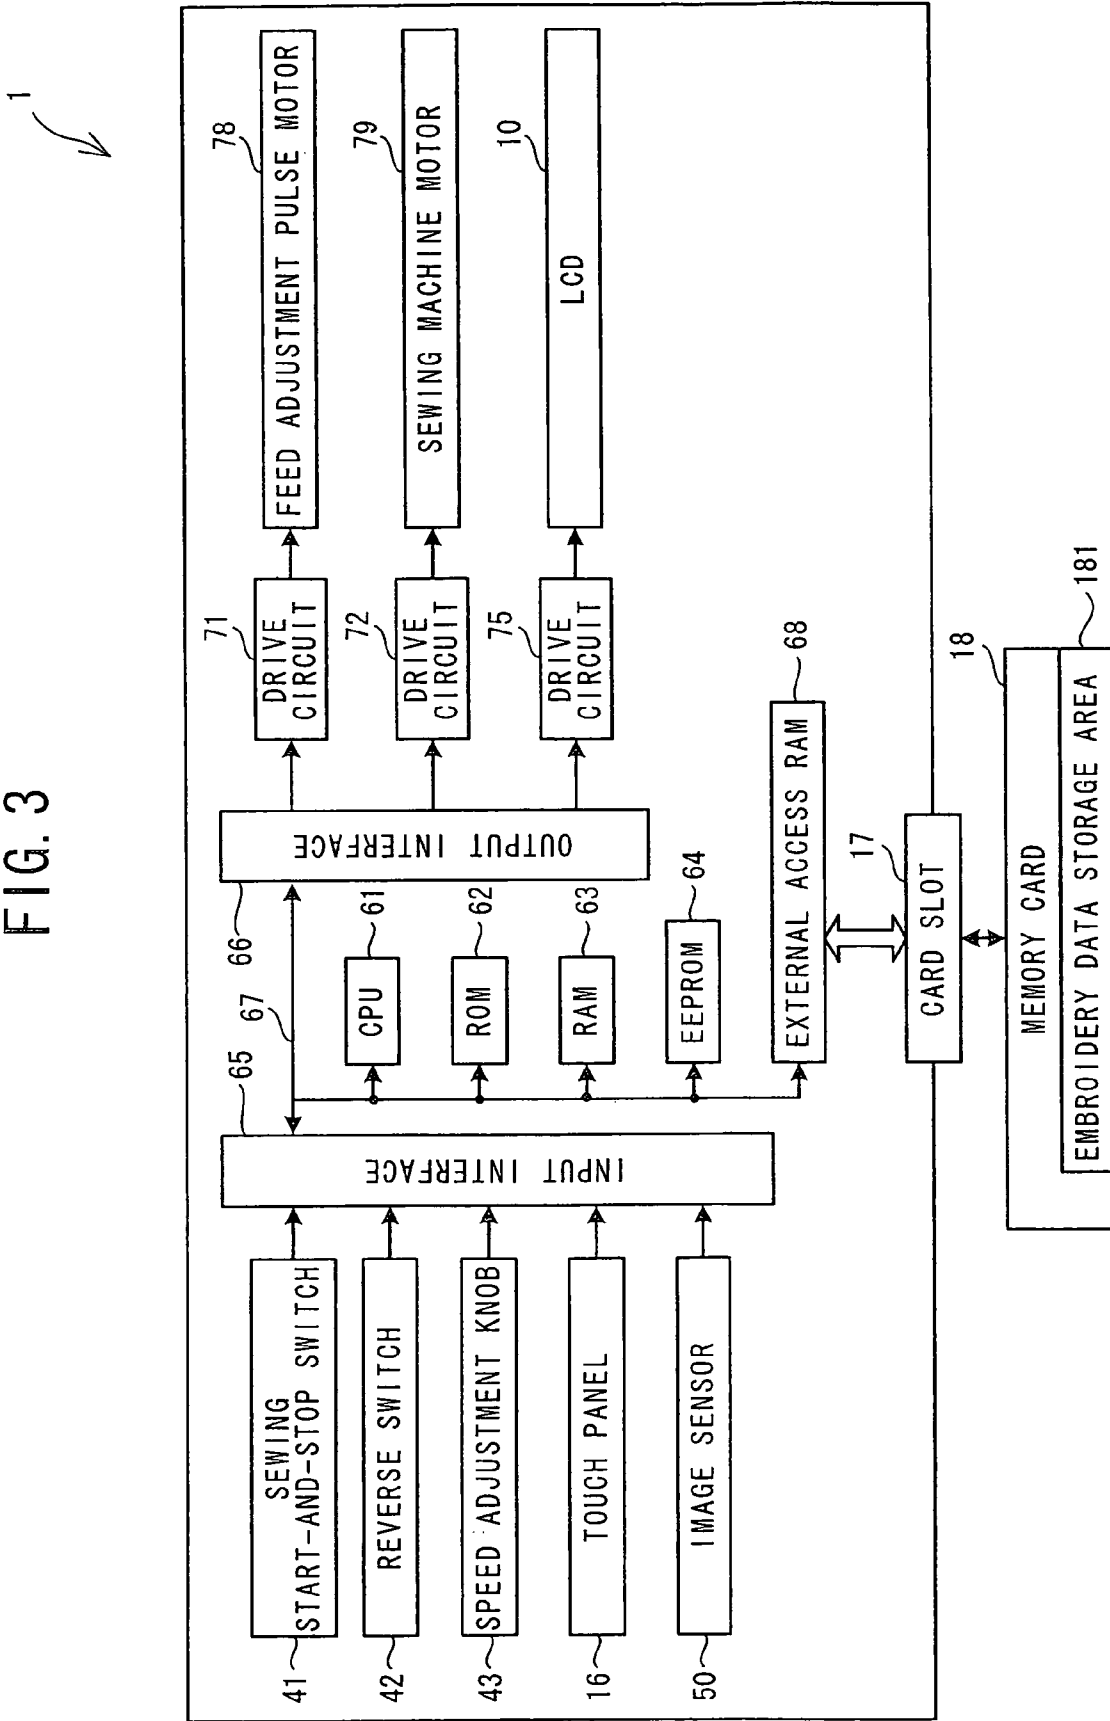 FIG. 3
1
SEWING
START-AND-STOP SWITCH
41
REVERSE SWITCH
42
SPEED ADJUSTMENT KNOB
43
TOUCH PANEL
16
IMAGE SENSOR
50
INPUT INTERFACE
65
67
CPU
61
ROM
62
RAM
63
EEPROM
64
EXTERNAL ACCESS RAM
68
OUTPUT INTERFACE
66
DRIVE
CIRCUIT
71
DRIVE
CIRCUIT
72
DRIVE
CIRCUIT
75
FEED ADJUSTMENT PULSE MOTOR
78
SEWING MACHINE MOTOR
79
LCD
10
CARD SLOT
17
MEMORY CARD
18
EMBROIDERY DATA STORAGE AREA
181